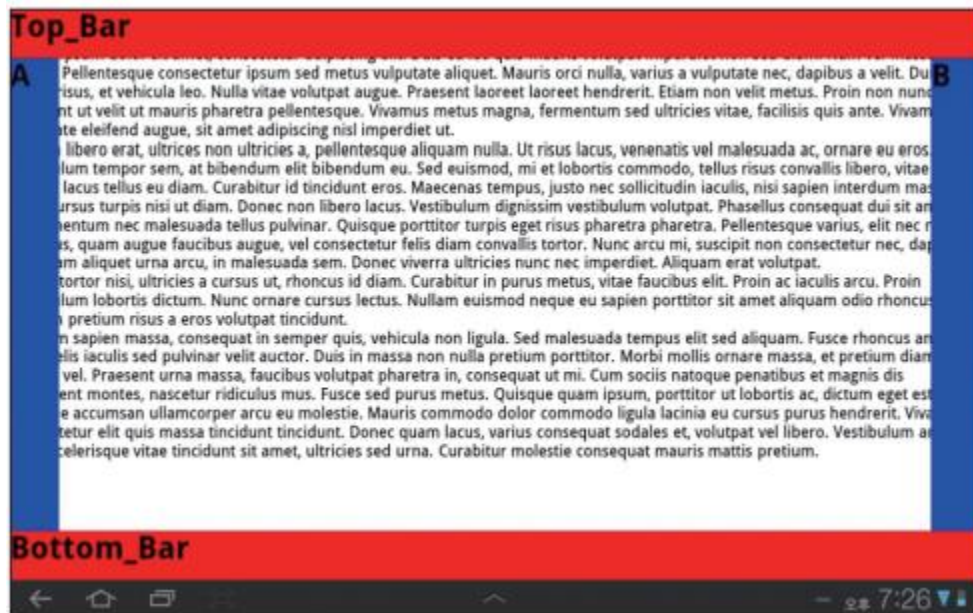 Top_Bar
A
B
Pellentesque consectetur ipsum sed metus vulputate aliquet. Mauris orci nulla, varius a vulputate nec, dapibus a velit. Du
risus, et vehicula leo. Nulla vitae volutpat augue. Praesent laoreet laoreet hendrerit. Etiam non velit metus. Proin non nunc
nt ut velit ut mauris pharetra pellentesque. Vivamus metus magna, fermentum sed ultricies vitae, facilisis quis ante. Vivam
te eleifend augue, sit amet adipiscing nisl imperdiet ut.
libero erat, ultrices non ultricies a, pellentesque aliquam nulla. Ut risus lacus, venenatis vel malesuada ac, ornare eu eros.
lum tempor sem, at bibendum elit bibendum eu. Sed euismod, mi et lobortis commodo, tellus risus convallis libero, vitae
lacus tellus eu diam. Curabitur id tincidunt eros. Maecenas tempus, justo nec sollicitudin iaculis, nisi sapien interdum mas
ursus turpis nisi ut diam. Donec non libero lacus. Vestibulum dignissim vestibulum volutpat. Phasellus consequat dui sit am
entum nec malesuada tellus pulvinar. Quisque porttitor turpis eget risus pharetra pharetra. Pellentesque varius, elit nec
s, quam augue faucibus augue, vel consectetur felis diam convallis tortor. Nunc arcu mi, suscipit non consectetur nec, dap
am aliquet urna arcu, in malesuada sem. Donec viverra ultricies nunc nec imperdiet. Aliquam erat volutpat.
tortor nisi, ultricies a cursus ut, rhoncus id diam. Curabitur in purus metus, vitae faucibus elit. Proin ac iaculis arcu. Proin
lum lobortis dictum. Nunc ornare cursus lectus. Nullam euismod neque eu sapien porttitor sit amet aliquam odio rhoncus
pretium risus a eros volutpat tincidunt.
sapien massa, consequat in semper quis, vehicula non ligula. Sed malesuada tempus elit sed aliquam. Fusce rhoncus an
elis iaculis sed pulvinar velit auctor. Duis in massa non nulla pretium porttitor. Morbi mollis ornare massa, et pretium diam
vel. Praesent urna massa, faucibus volutpat pharetra in, consequat ut mi. Cum sociis natoque penatibus et magnis dis
ent montes, nascetur ridiculus mus. Fusce sed purus metus. Quisque quam ipsum, porttitor ut lobortis ac, dictum eget est
e accumsan ullamcorper arcu eu molestie. Mauris commodo dolor commodo ligula lacinia eu cursus purus hendrerit. Viva
tetur elit quis massa tincidunt tincidunt. Donec quam lacus, varius consequat sodales et, volutpat vel libero. Vestibulum a
celerisque vitae tincidunt sit amet, ultricies sed urna. Curabitur molestie consequat mauris mattis pretium.
Bottom_Bar
7:26